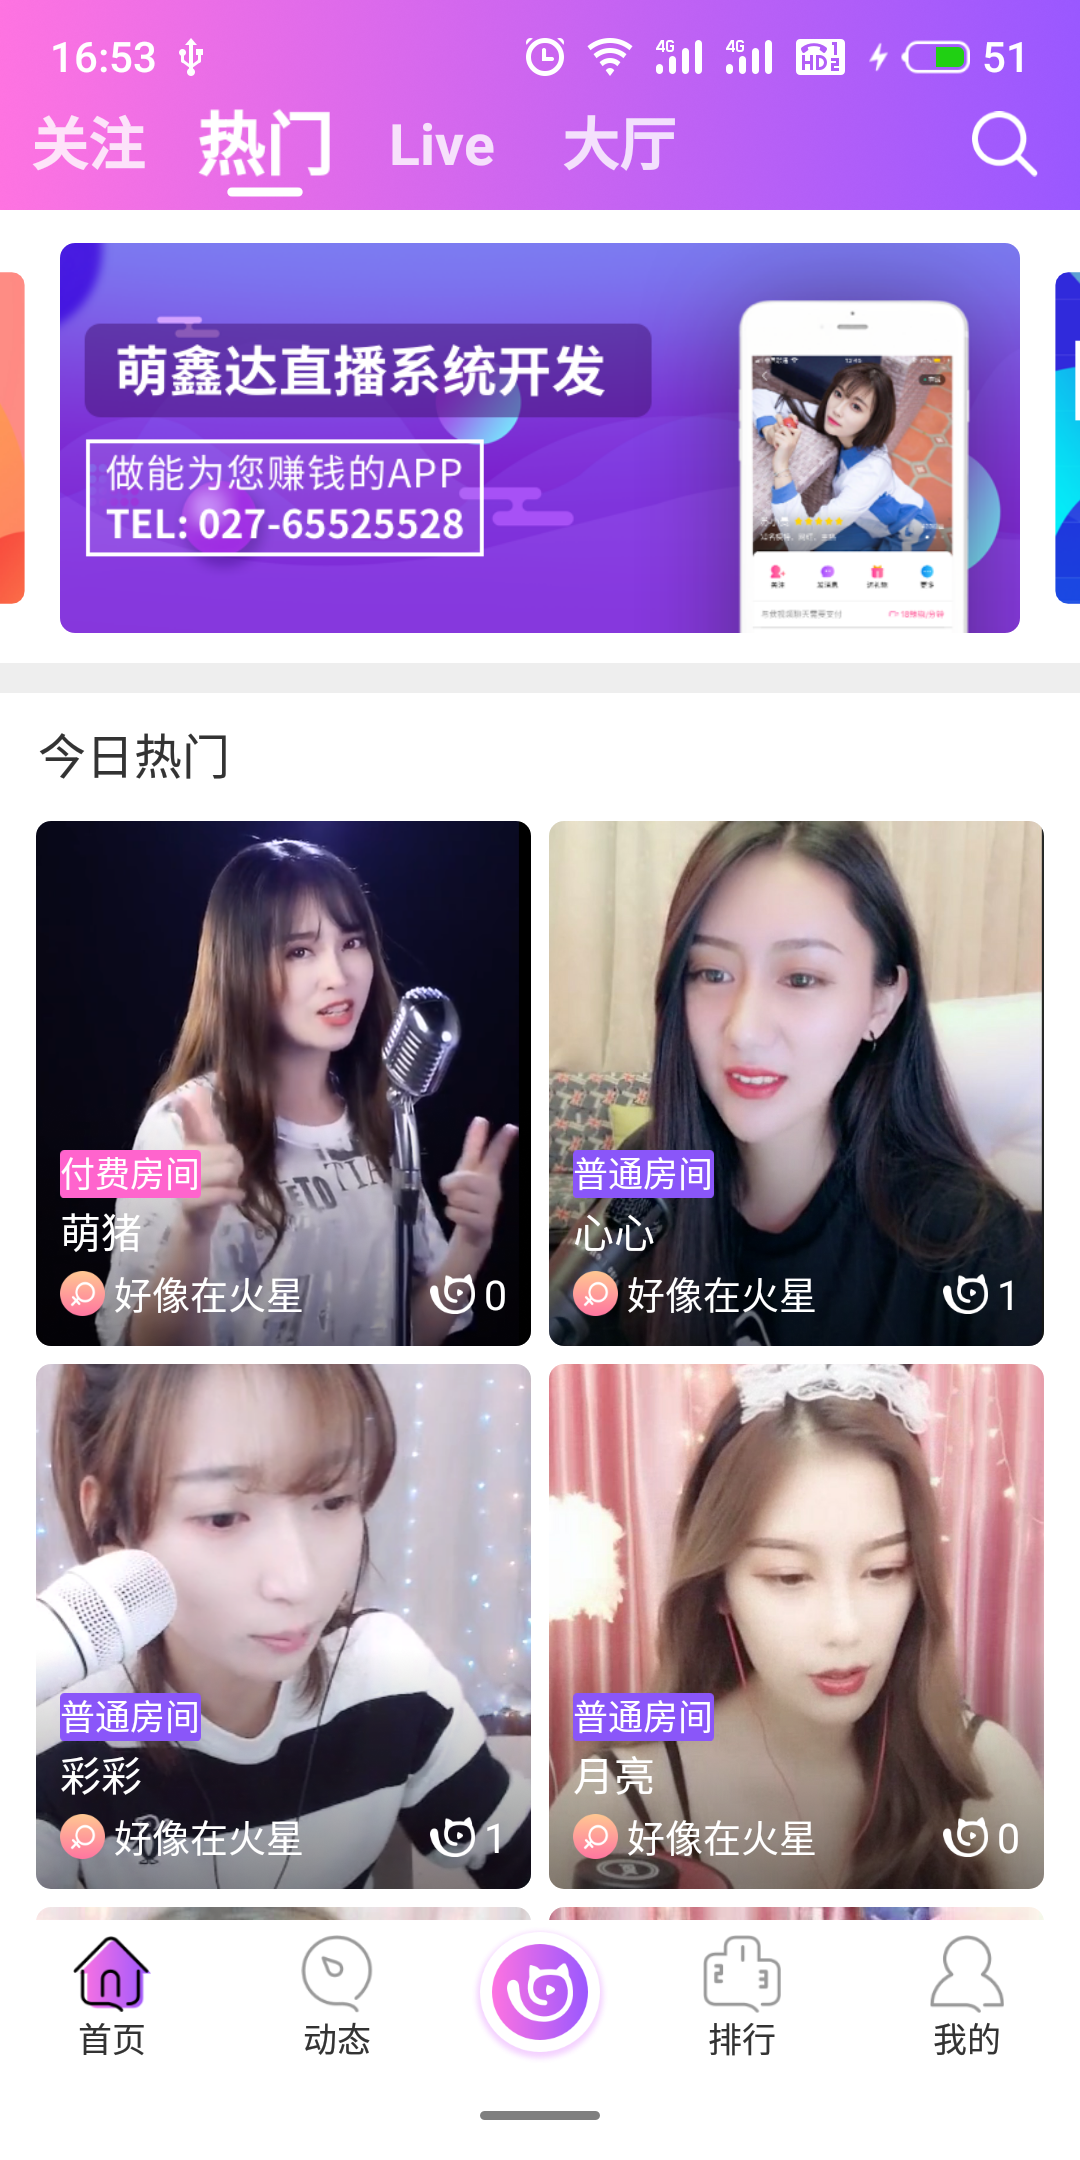 16:53 4G 4G HD 1 2 51
关注 热门 Live 大厅
萌鑫达直播系统开发
做能为您赚钱的APP
TEL: 027-65525528
今日热门
付费房间
萌猪
好像在火星 0
普通房间
心心
好像在火星 1
普通房间
彩彩
好像在火星 1
普通房间
月亮
好像在火星 0
首页 动态 排行 我的